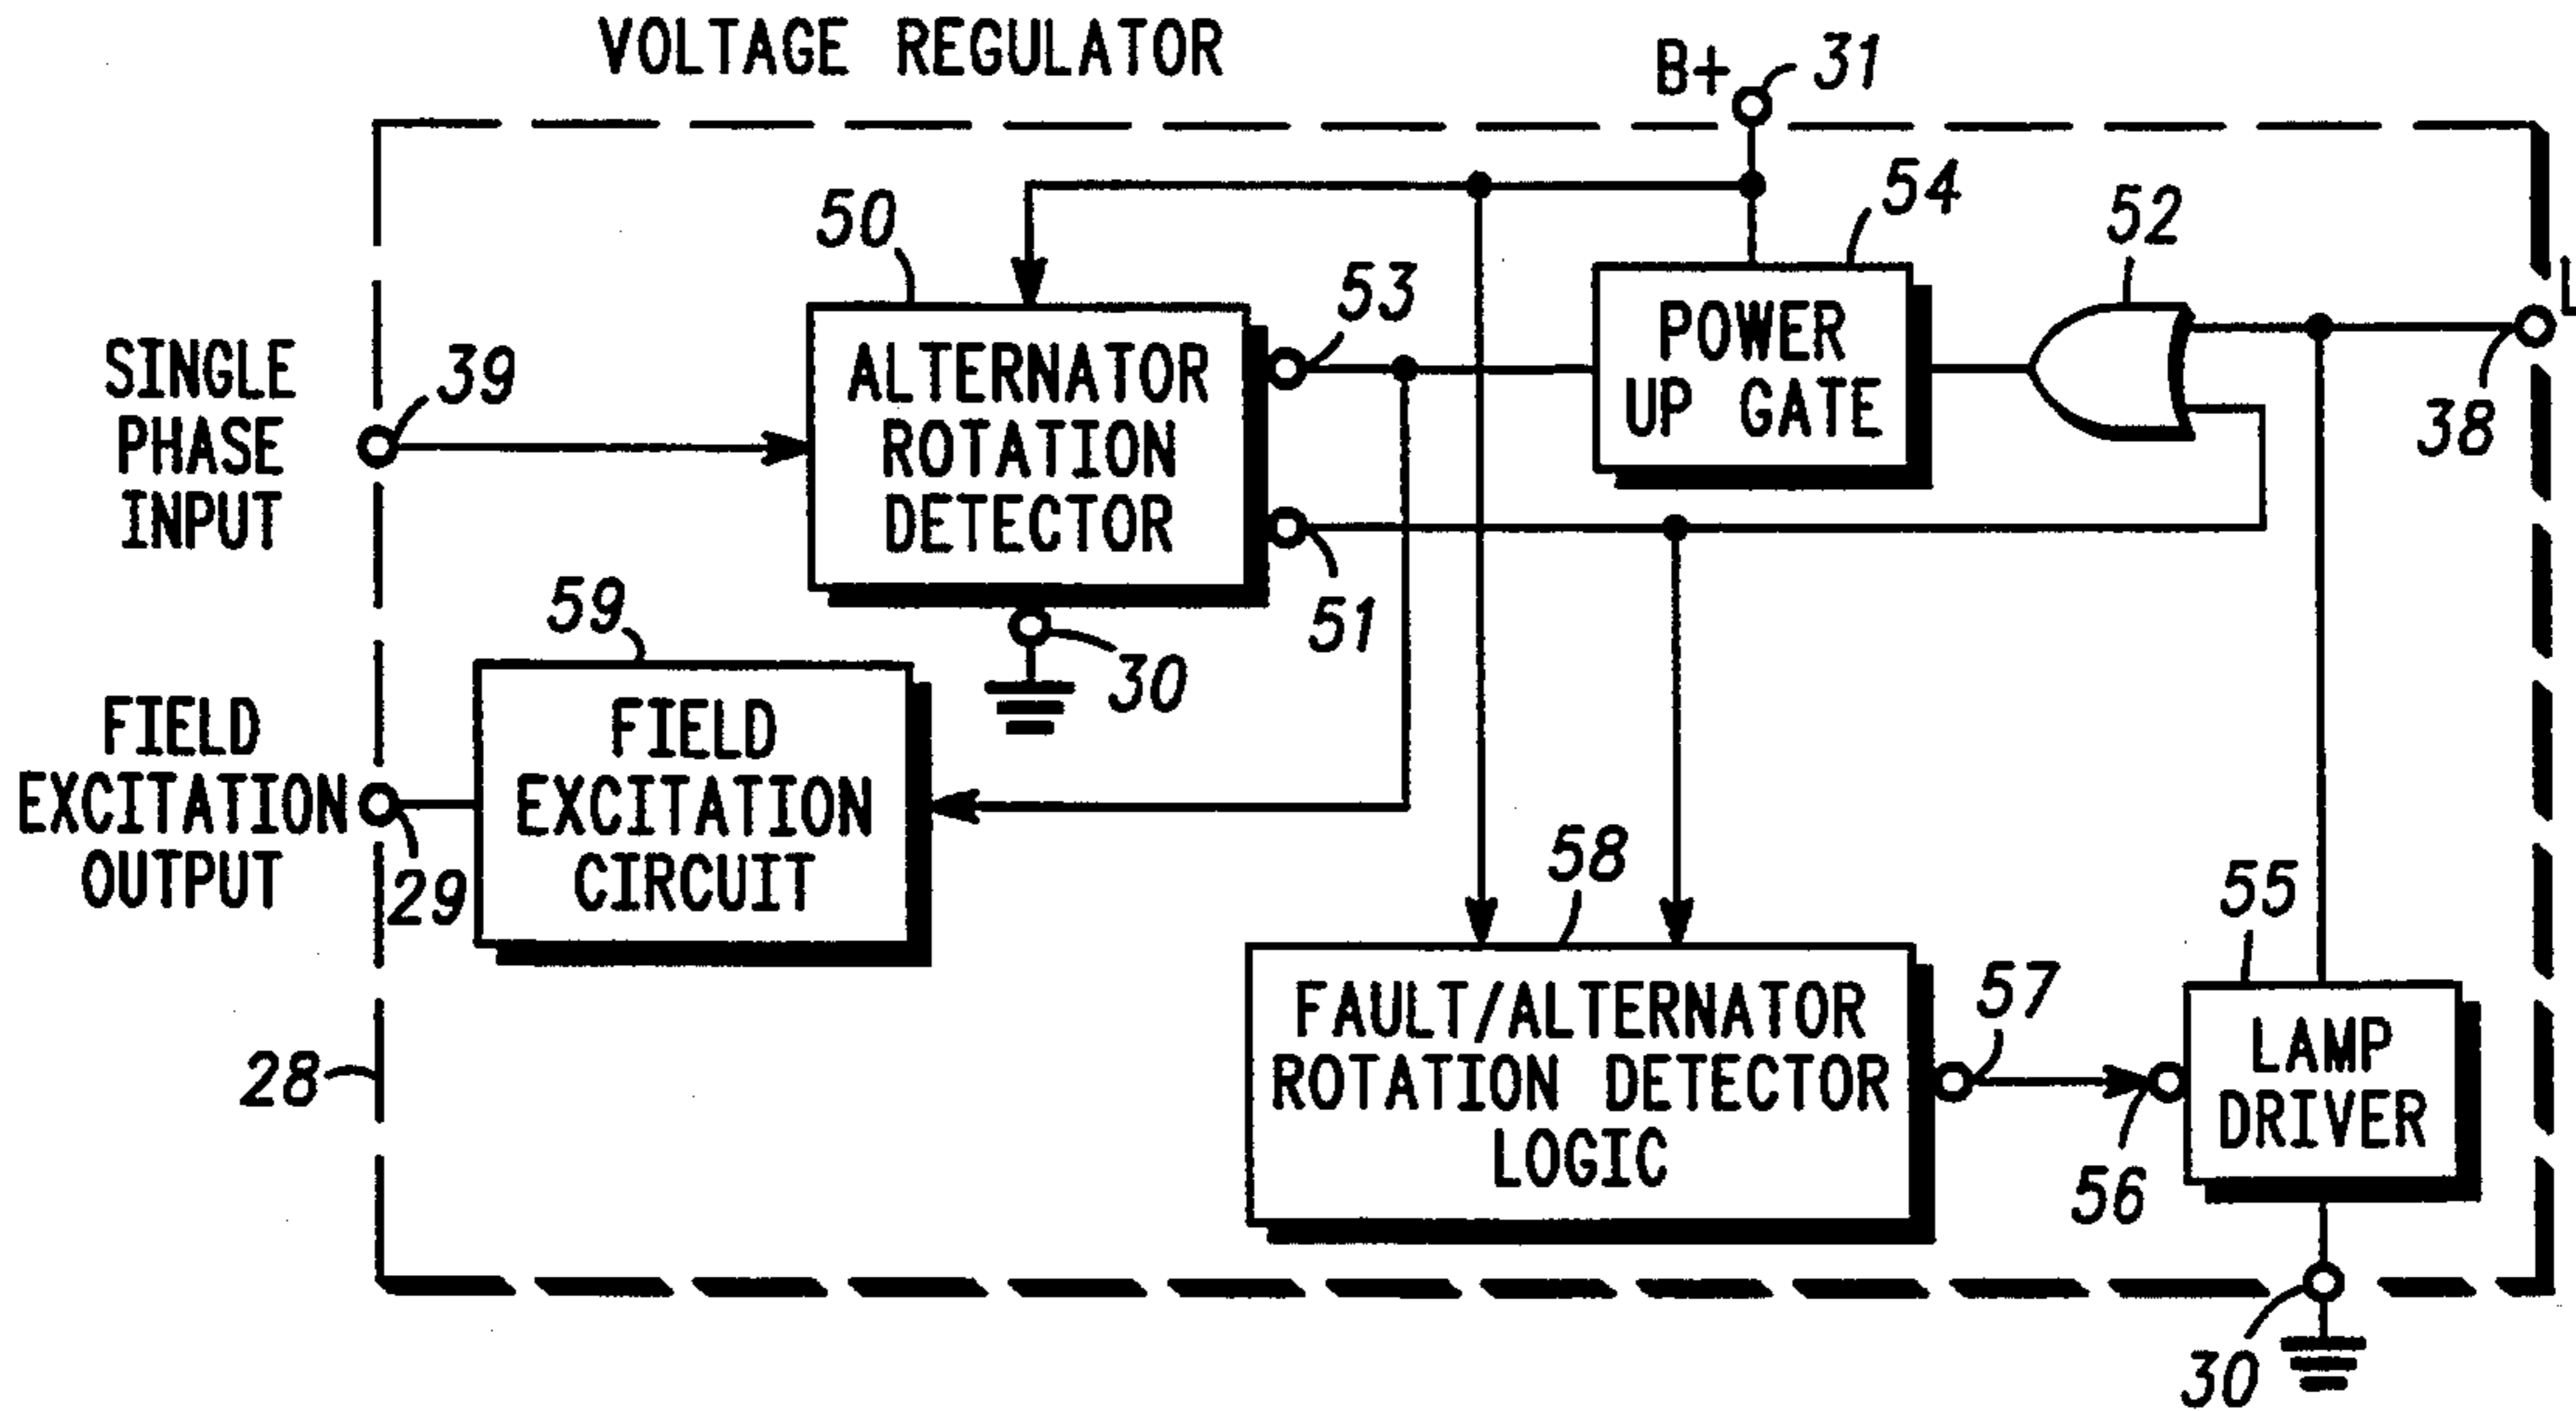 VOLTAGE REGULATOR
B+
31
50
54
52
L
53
39
SINGLE
PHASE
INPUT
ALTERNATOR
ROTATION
DETECTOR
POWER
UP GATE
38
51
59
30
FIELD
EXCITATION
OUTPUT
FIELD
EXCITATION
CIRCUIT
29
58
55
28
FAULT/ALTERNATOR
ROTATION DETECTOR
LOGIC
57
56
LAMP
DRIVER
30